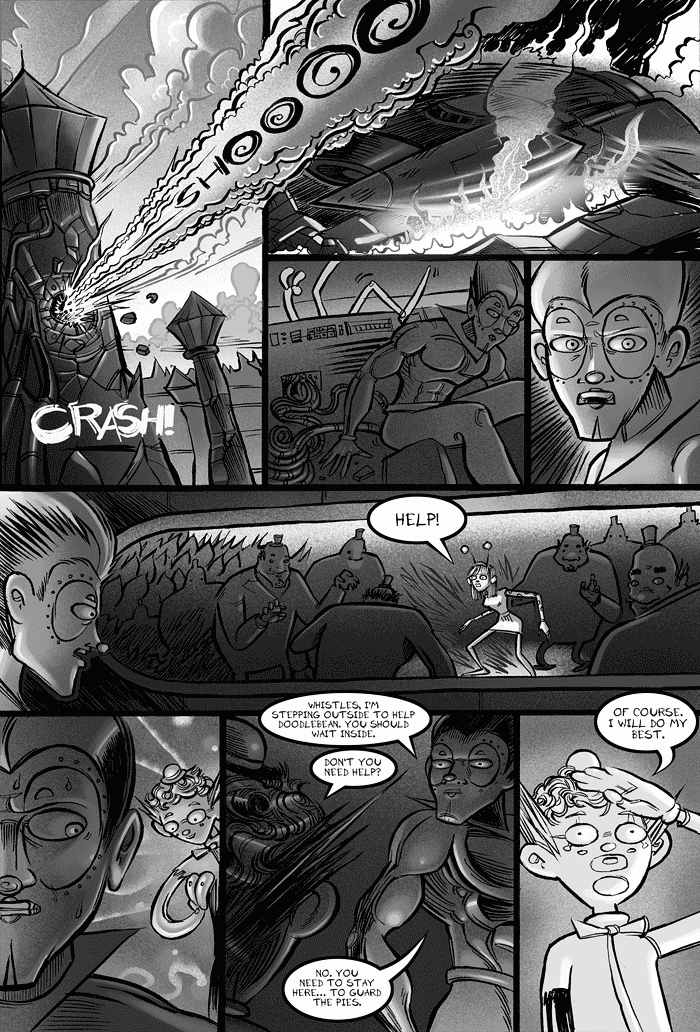 SHOOOOO
CRASH!
HELP!
WHISTLES, I'M
STEPPING OUTSIDE TO HELP
DOODLEBEAN. YOU SHOULD
WAIT INSIDE.
DON'T YOU
NEED HELP?
NO. YOU
NEED TO STAY
HERE... TO GUARD
THE PIES.
OF COURSE.
I WILL DO MY
BEST.